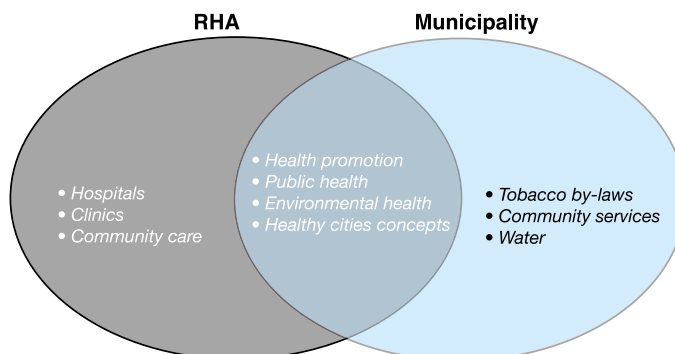 RHA
Municipality
• Hospitals
• Clinics
• Community care
• Health promotion
• Public health
• Environmental health
• Healthy cities concepts
• Tobacco by-laws
• Community services
• Water